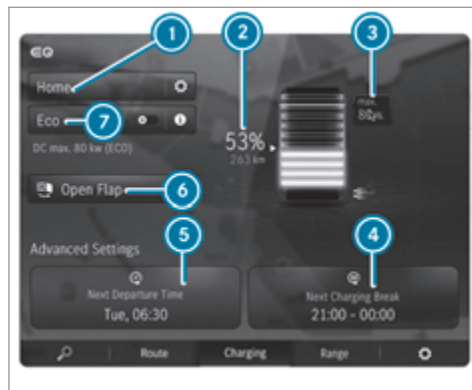 1
2
3
EQ
Home
Eco
7
max.
80%
53%
263 km
DC max. 80 kw (ECO)
Open Flap
6
Advanced Settings
5
4
Next Departure Time
Tue, 06:30
Next Charging Break
21:00 - 00:00
Route
Charging
Range